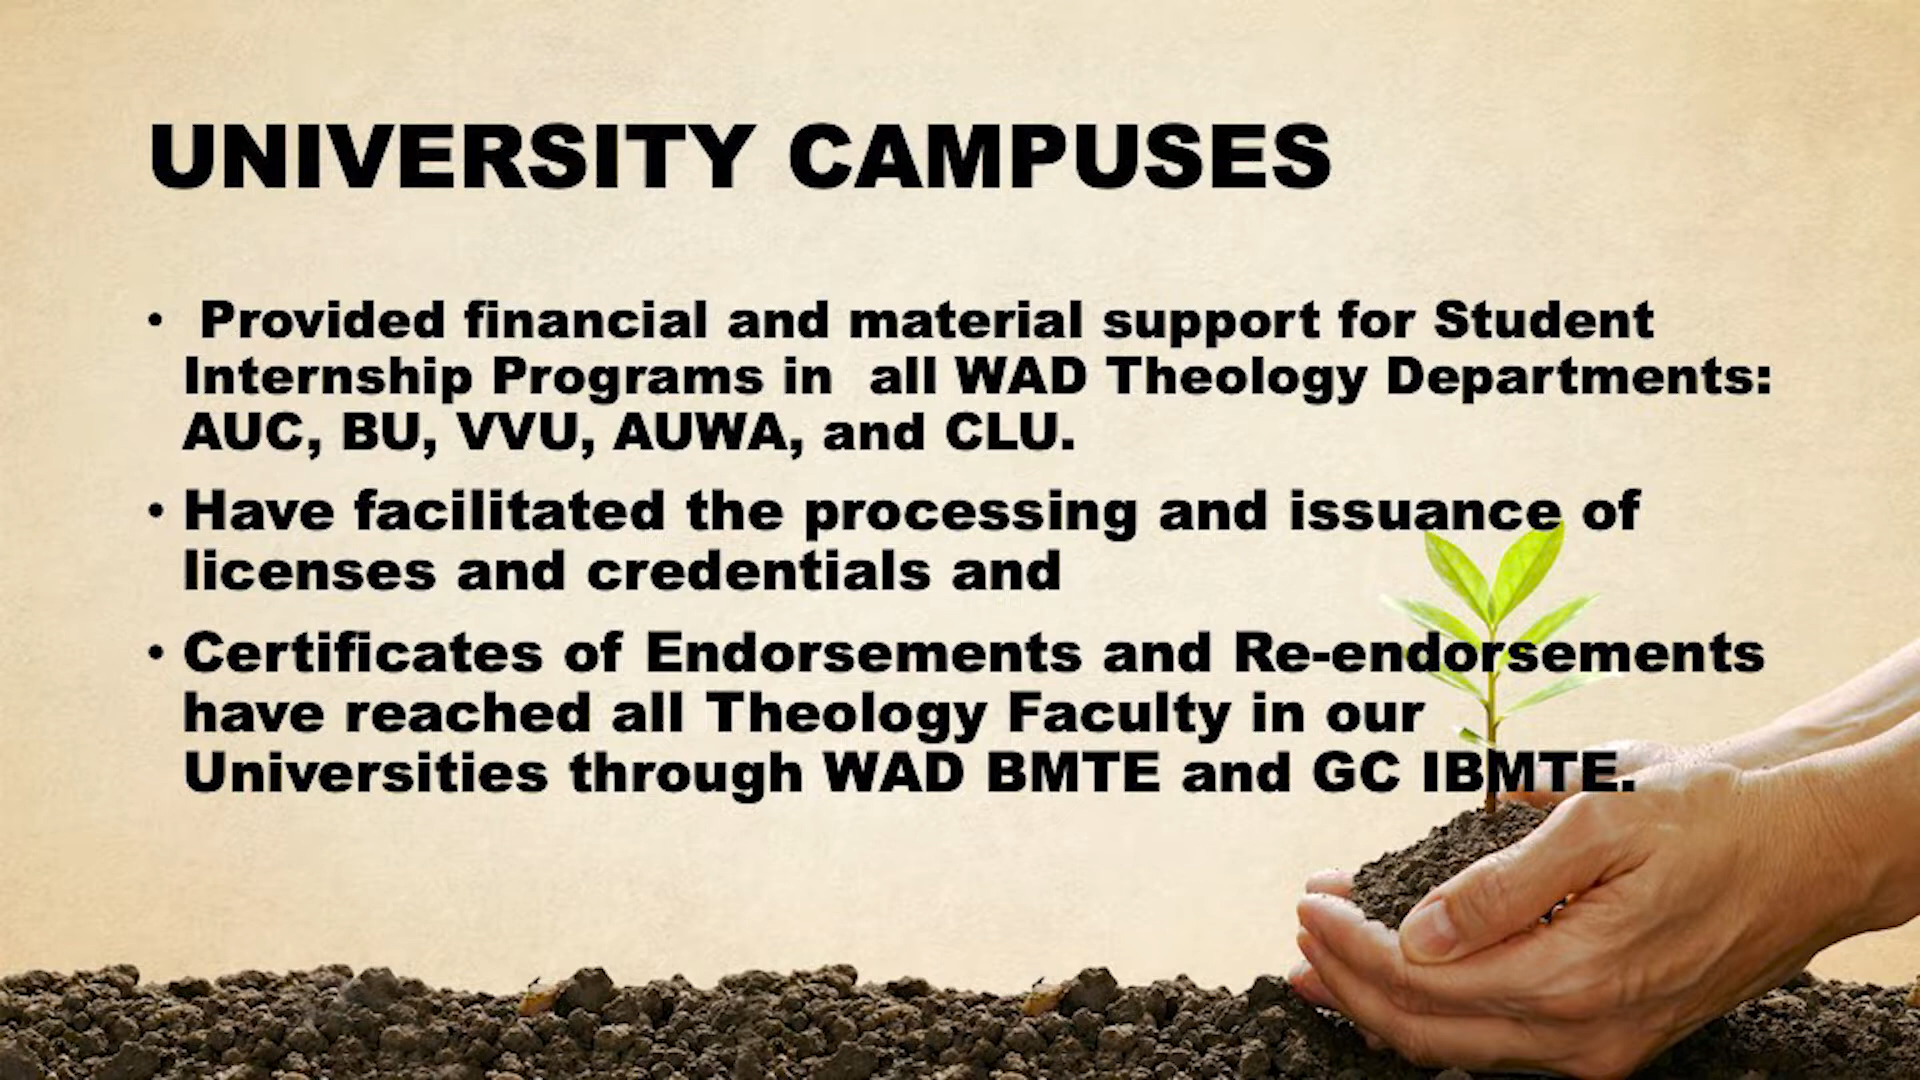 UNIVERSITY CAMPUSES
• Provided financial and material support for Student
Internship Programs in all WAD Theology Departments:
AUC, BU, VVU, AUWA, and CLU.
• Have facilitated the processing and issuance of
licenses and credentials and
• Certificates of Endorsements and Re-endorsements
have reached all Theology Faculty in our
Universities through WAD BMTE and GC IBMTE.